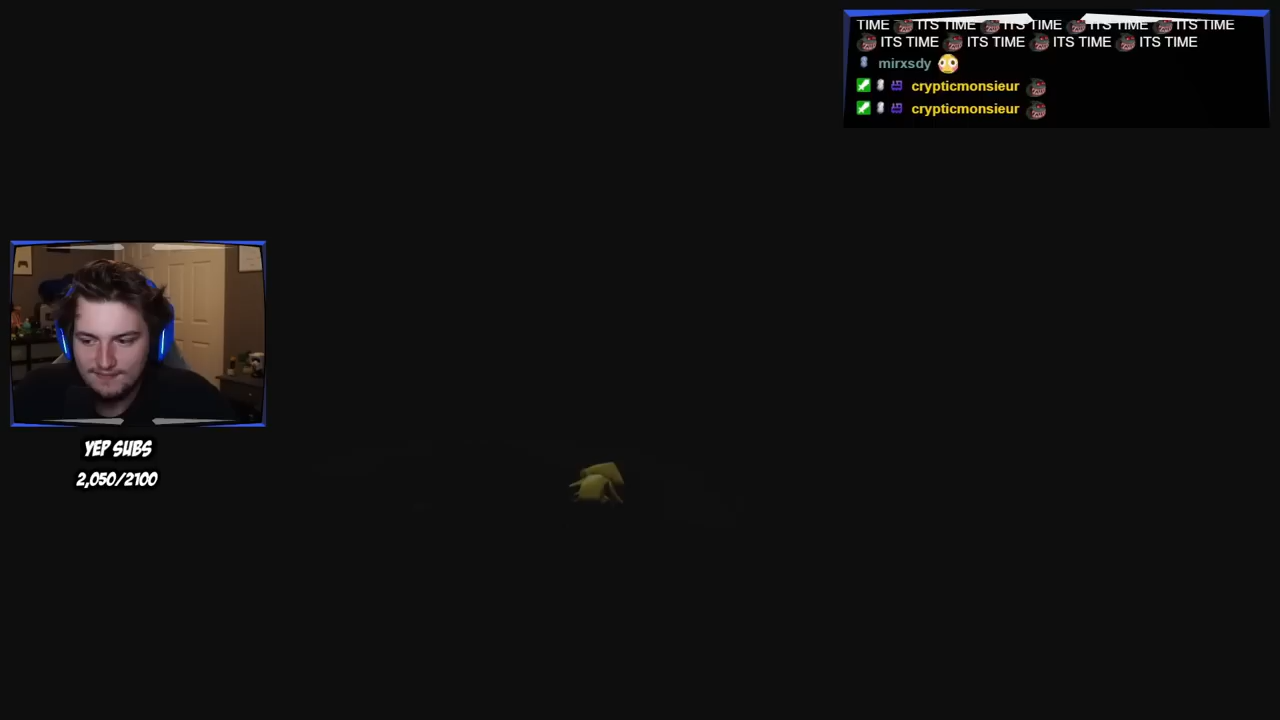 TIME ITS TIME ITS TIME ITS TIME ITS TIME
ITS TIME ITS TIME ITS TIME ITS TIME
mirxsdy
crypticmonsieur
crypticmonsieur
YEP SUBS
2,050/2100